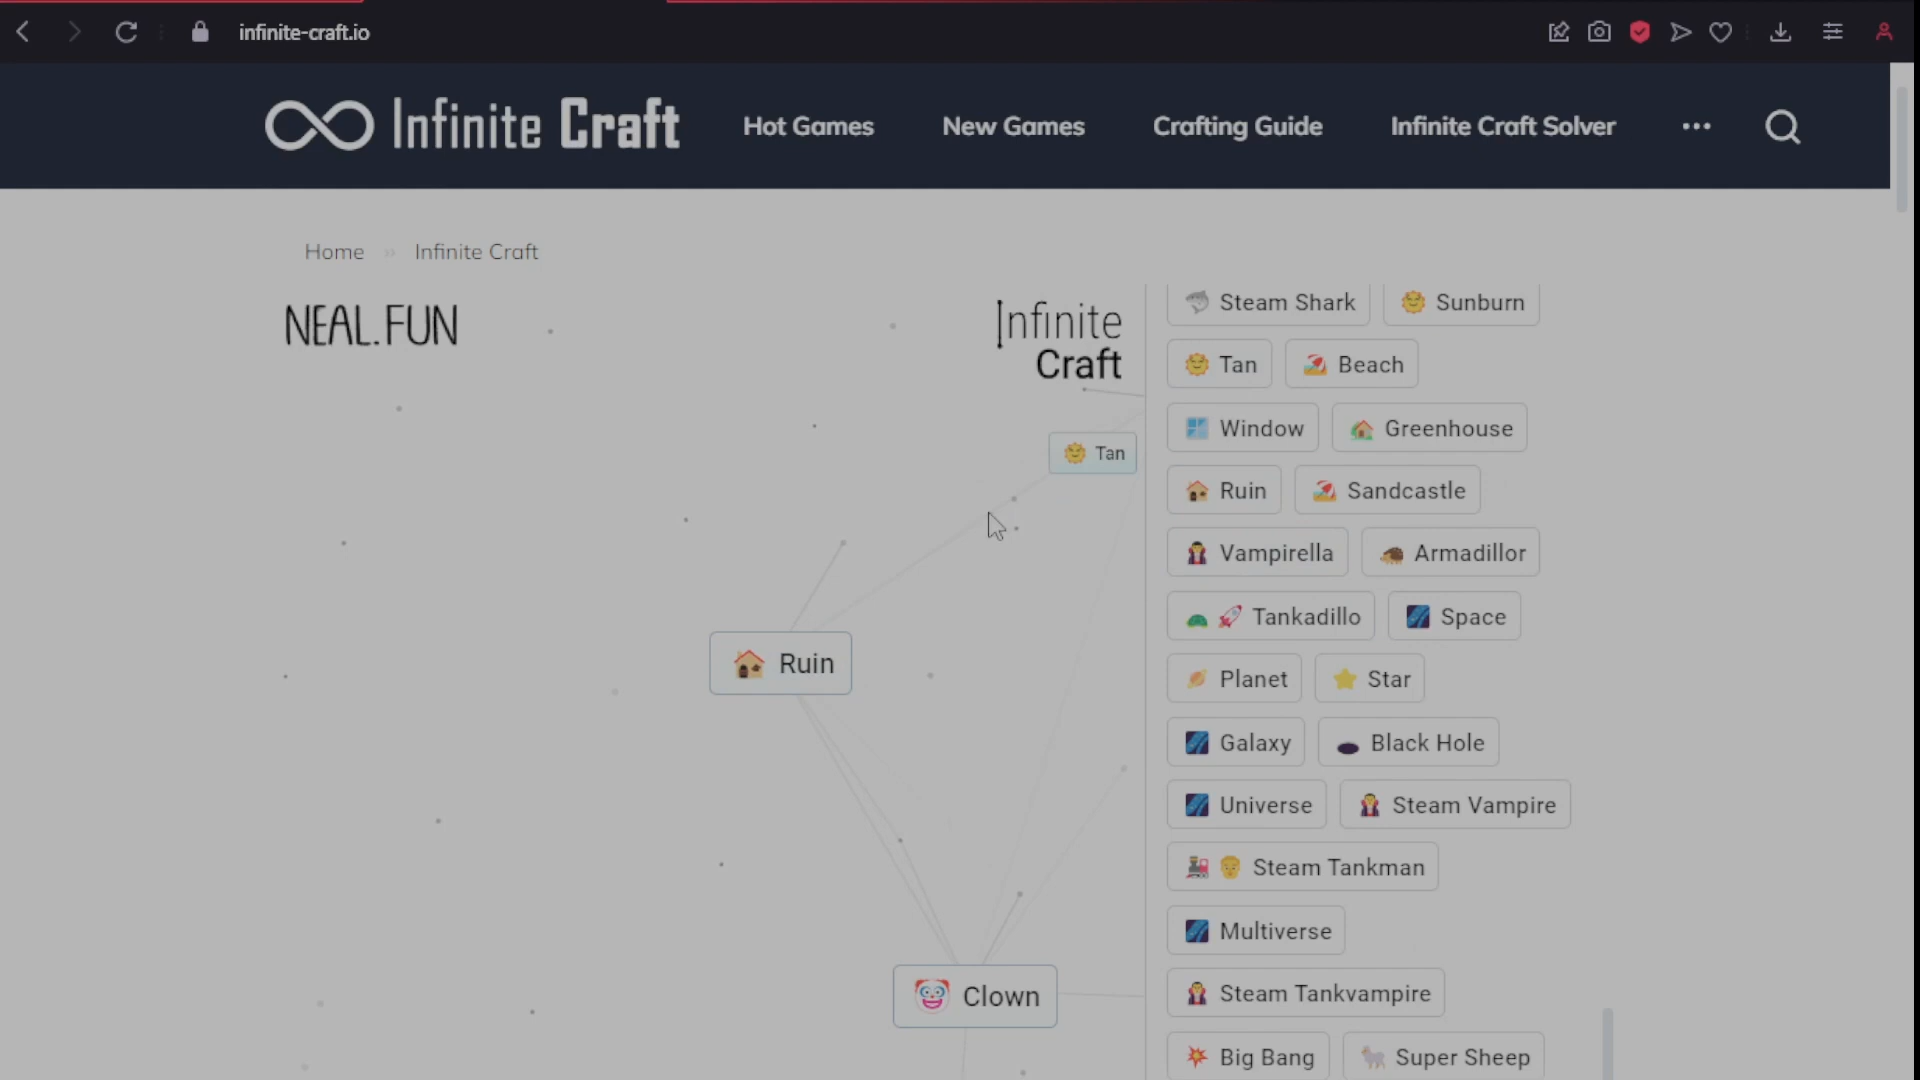 infinite-craft.io
Infinite Craft
Hot Games
New Games
Crafting Guide
Infinite Craft Solver
Home » Infinite Craft
NEAL.FUN
Infinite
Craft
Tan
Ruin
Clown
Steam Shark
Sunburn
Tan
Beach
Window
Greenhouse
Ruin
Sandcastle
Vampirella
Armadillor
Tankadillo
Space
Planet
Star
Galaxy
Black Hole
Universe
Steam Vampire
Steam Tankman
Multiverse
Steam Tankvampire
Big Bang
Super Sheep